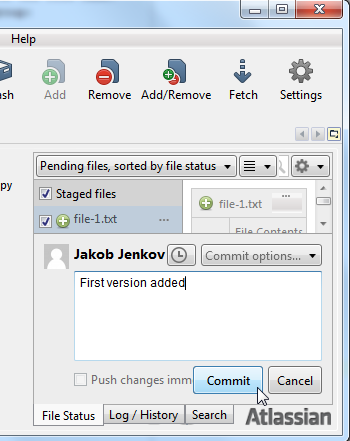 Help
Add
Remove
Add/Remove
Fetch
Settings
Pending files, sorted by file status
Staged files
file-1.txt
file-1.txt
File Contents
Jakob Jenkov
Commit options...
First version added
Push changes imm
Commit
Cancel
File Status
Log / History
Search
Atlassian